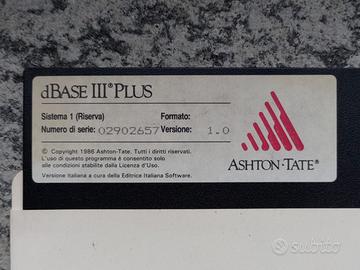 dBASE III® PLUS
Sistema 1 (Riserva) Formato:
Numero di serie: 02902657 Versione: 1.0
© Copyright 1986 Ashton-Tate. Tutti i diritti riservati.
L'uso di questo programma è consentito solo
alle condizioni stabilite dalla Licenza d'Uso.
Versione Italiana a cura della Editrice Italiana Software.
ASHTON·TATE®
subito